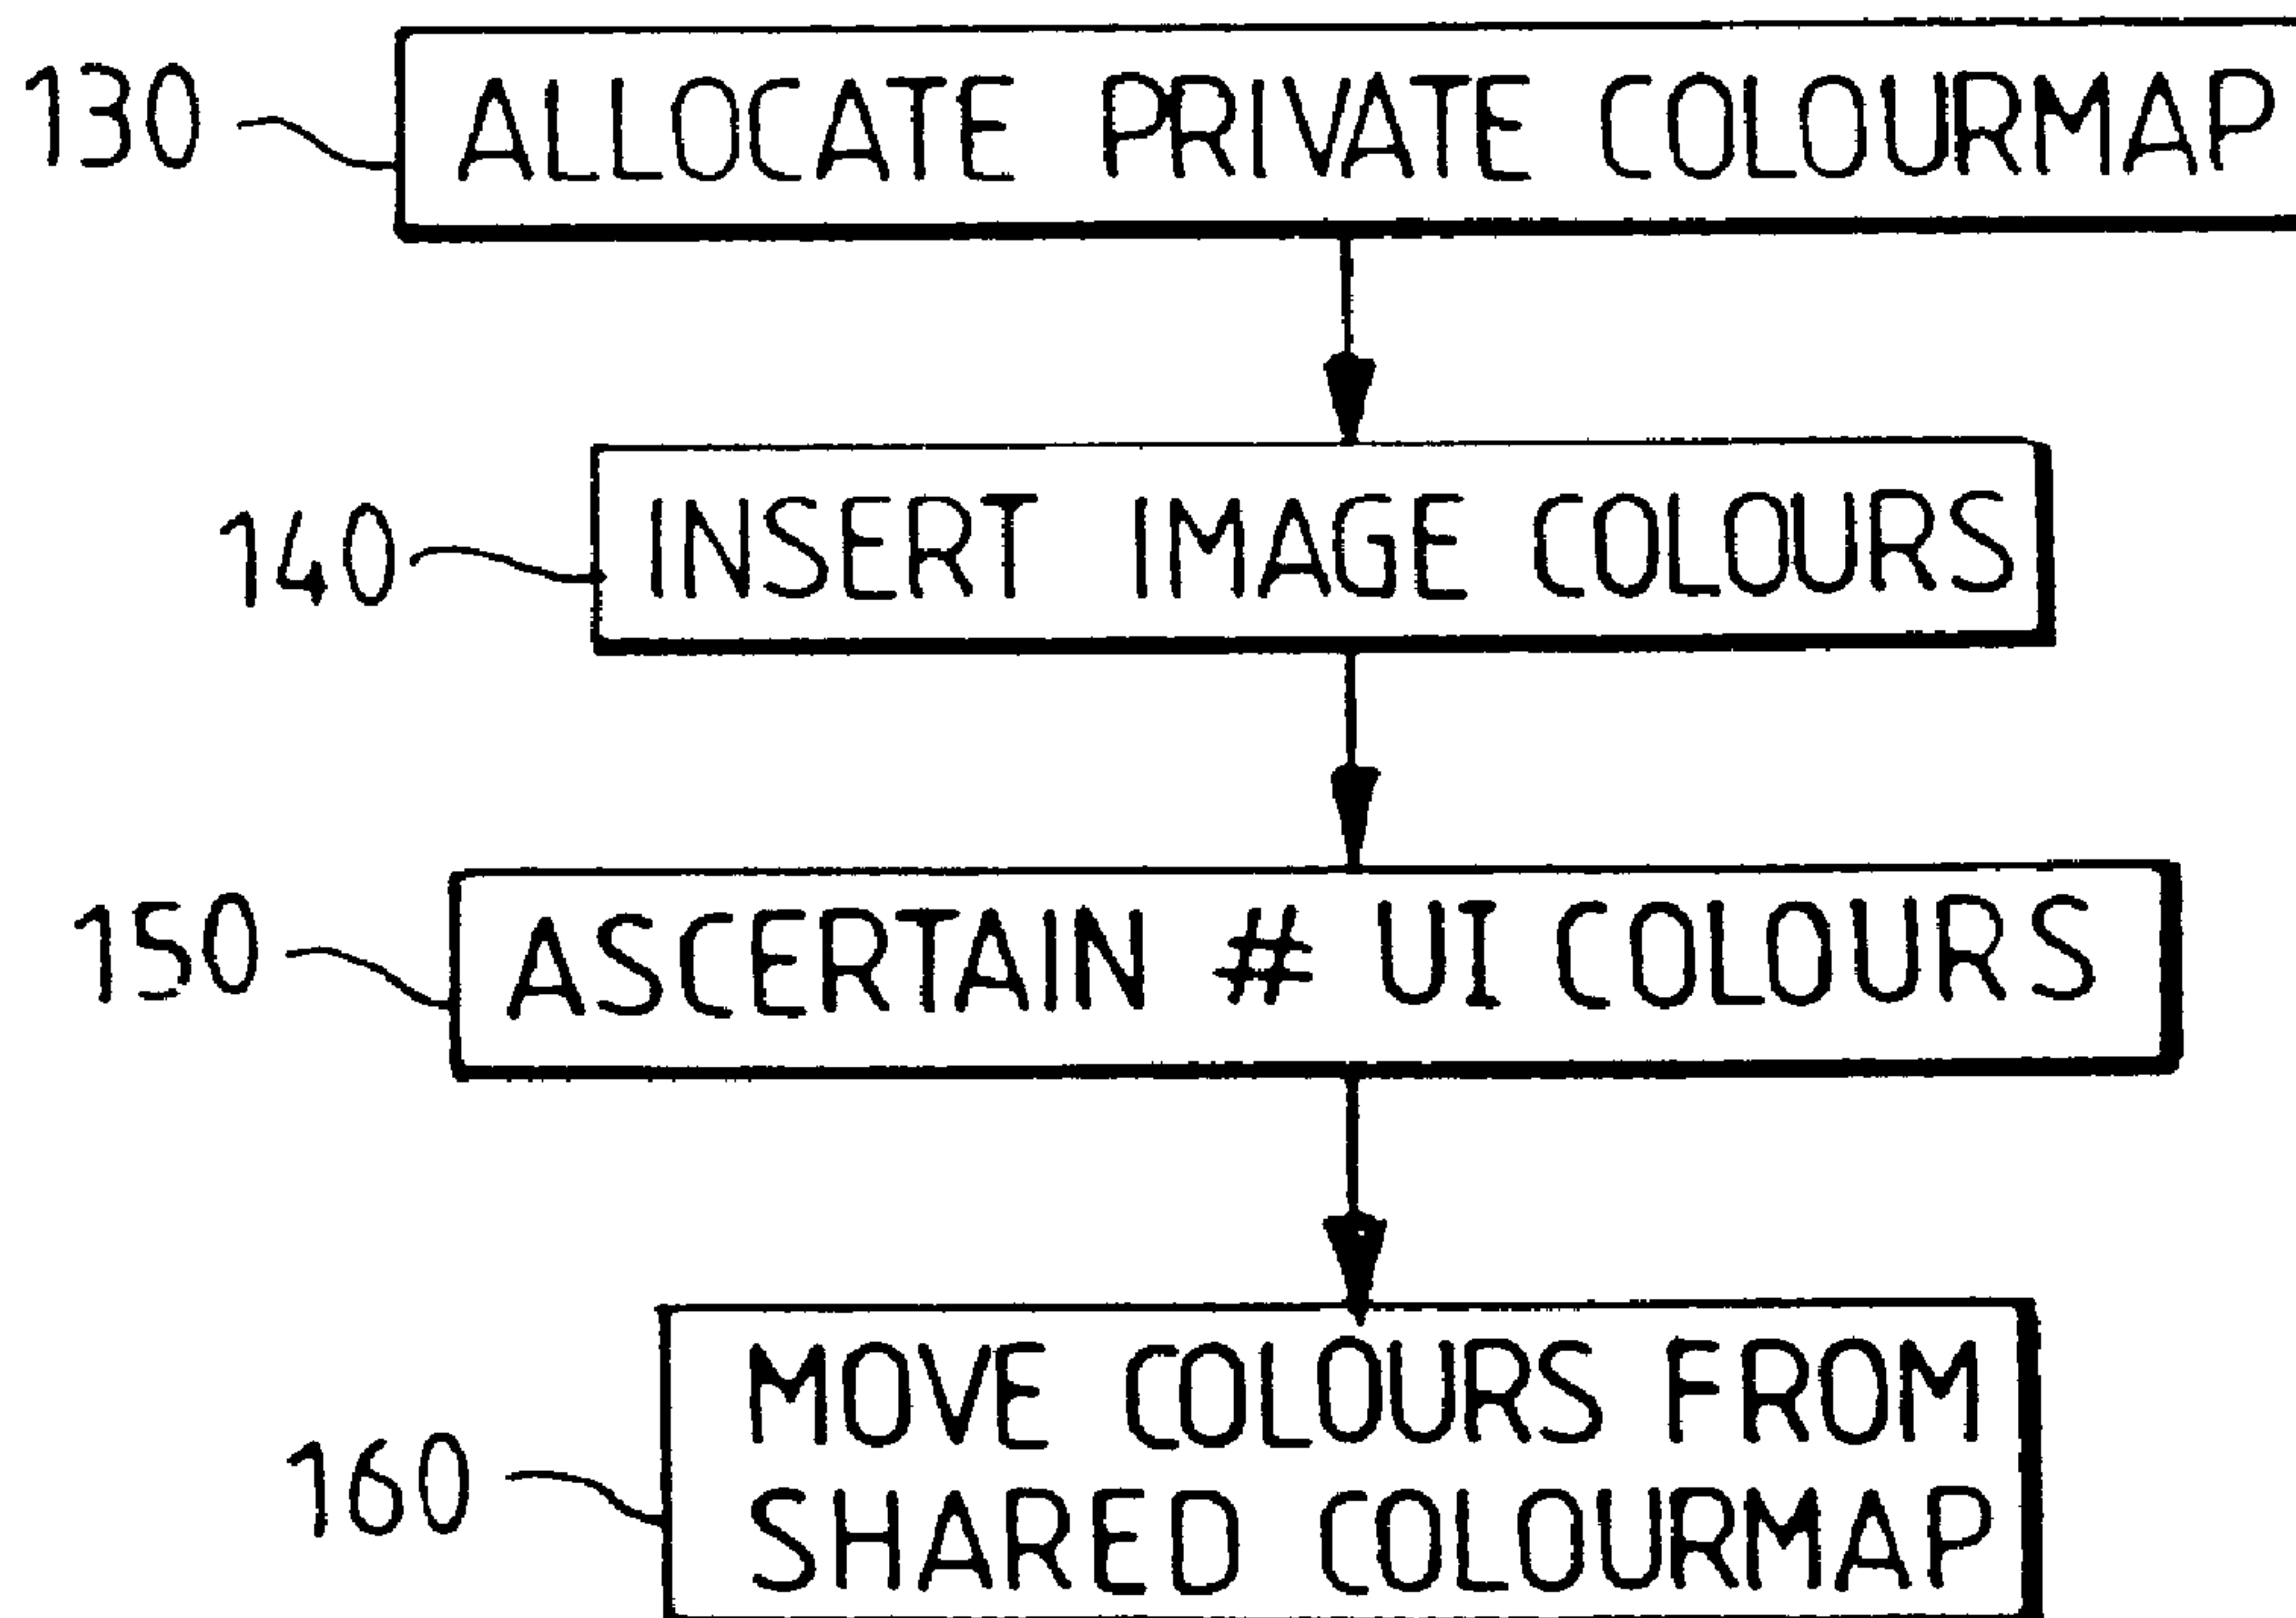 130 ALLOCATE PRIVATE COLOURMAP
140 INSERT IMAGE COLOURS
150 ASCERTAIN # UI COLOURS
160 MOVE COLOURS FROM
SHARED COLOURMAP